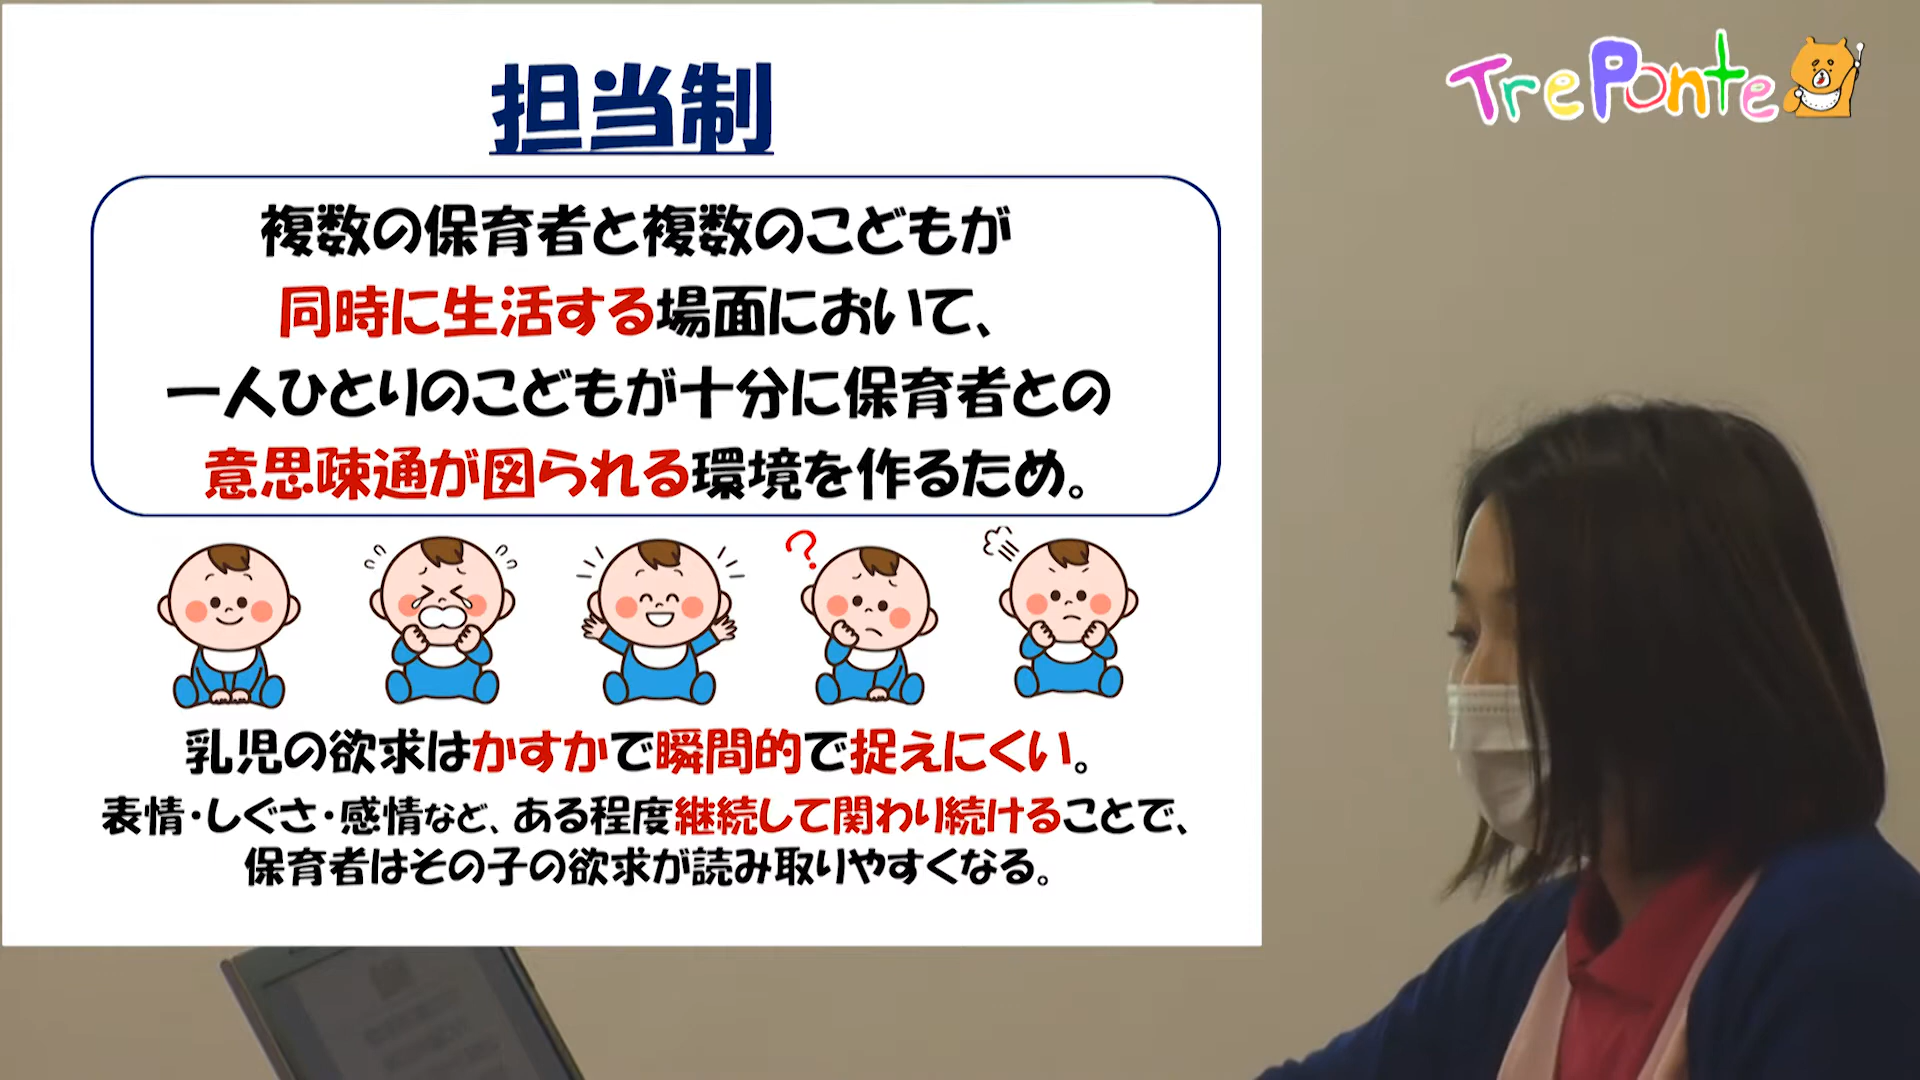 担当制
複数の保育者と複数のこどもが
同時に生活する場面において、
一人ひとりのこどもが十分に保育者との
意思疎通が図られる環境を作るため。
?
乳児の欲求はかすかで瞬間的で捉えにくい。
表情・しぐさ・感情など、ある程度継続して関わり続けることで、
保育者はその子の欲求が読み取りやすくなる。
TrePonte